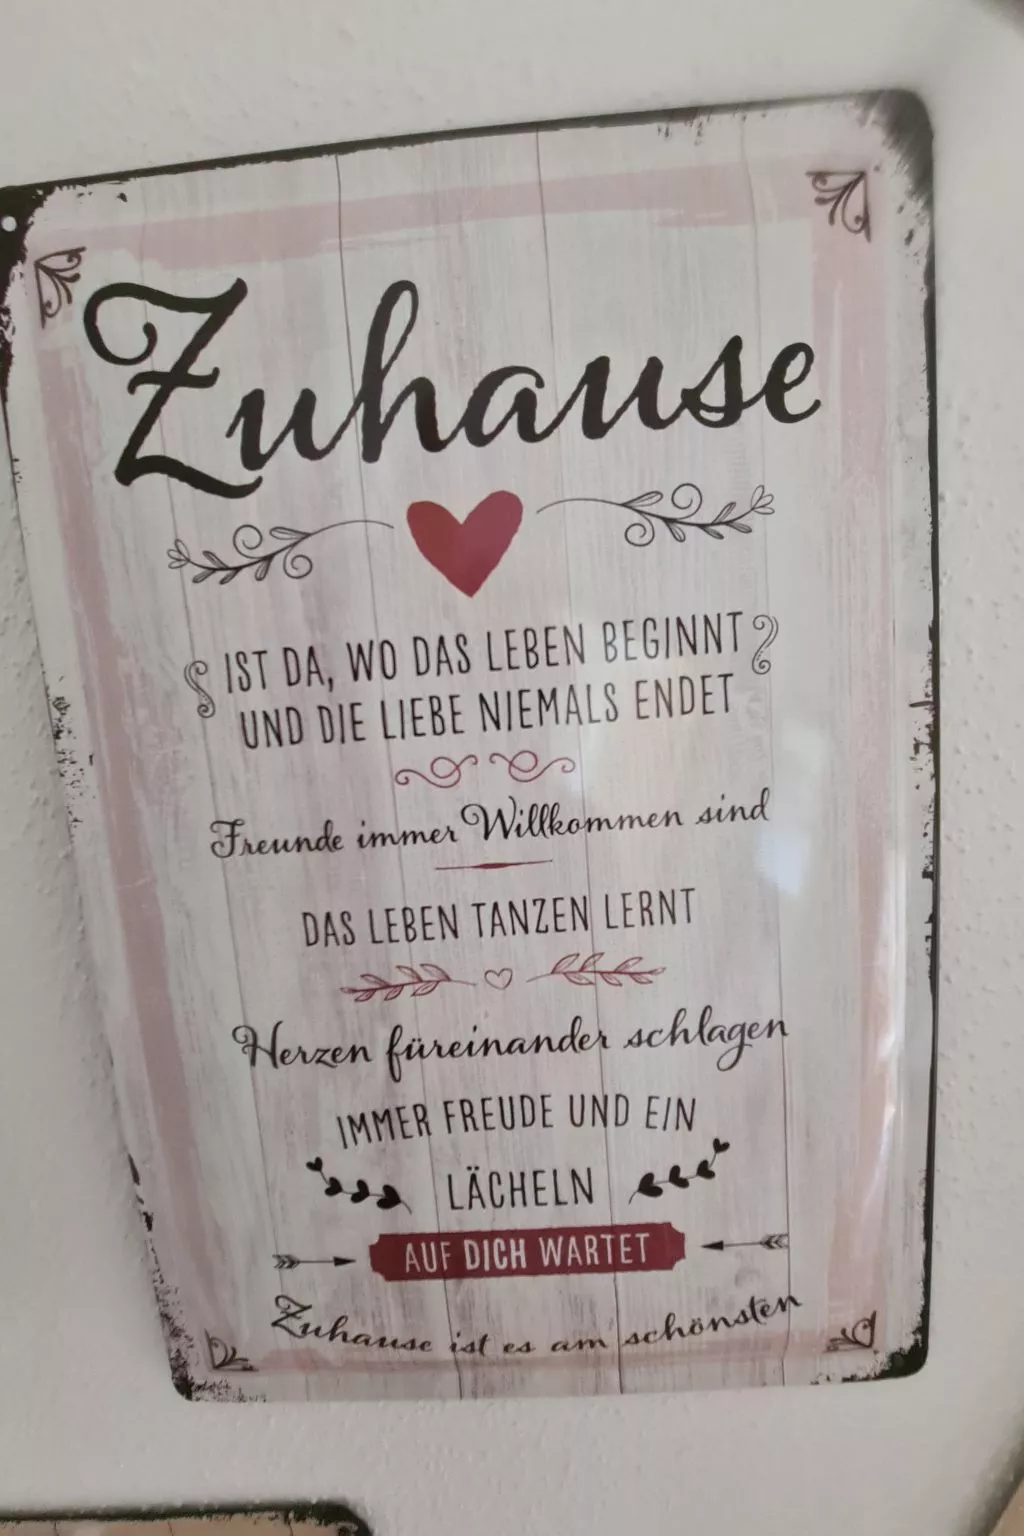 Zuhause
IST DA, WO DAS LEBEN BEGINNT
UND DIE LIEBE NIEMALS ENDET
Freunde immer Willkommen sind
DAS LEBEN TANZEN LERNT
Herzen füreinander schlagen
IMMER FREUDE UND EIN
LÄCHELN
AUF DICH WARTET
Zuhause ist es am schönsten